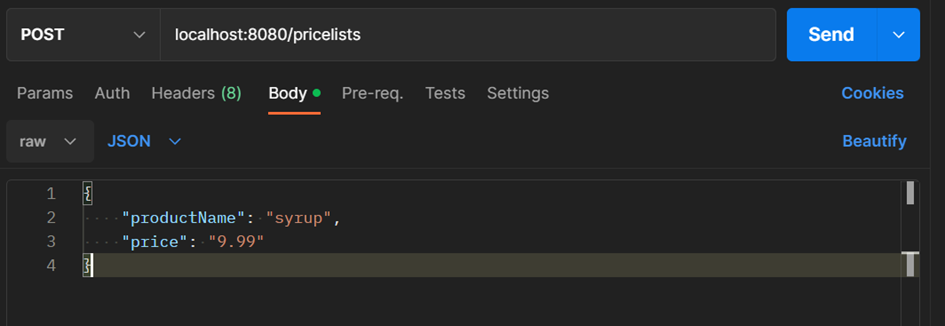 POST localhost:8080/pricelists Send
Params Auth Headers (8) Body Pre-req. Tests Settings Cookies
raw JSON Beautify
1 {
2 "productName": "syrup",
3 "price": "9.99"
4 }